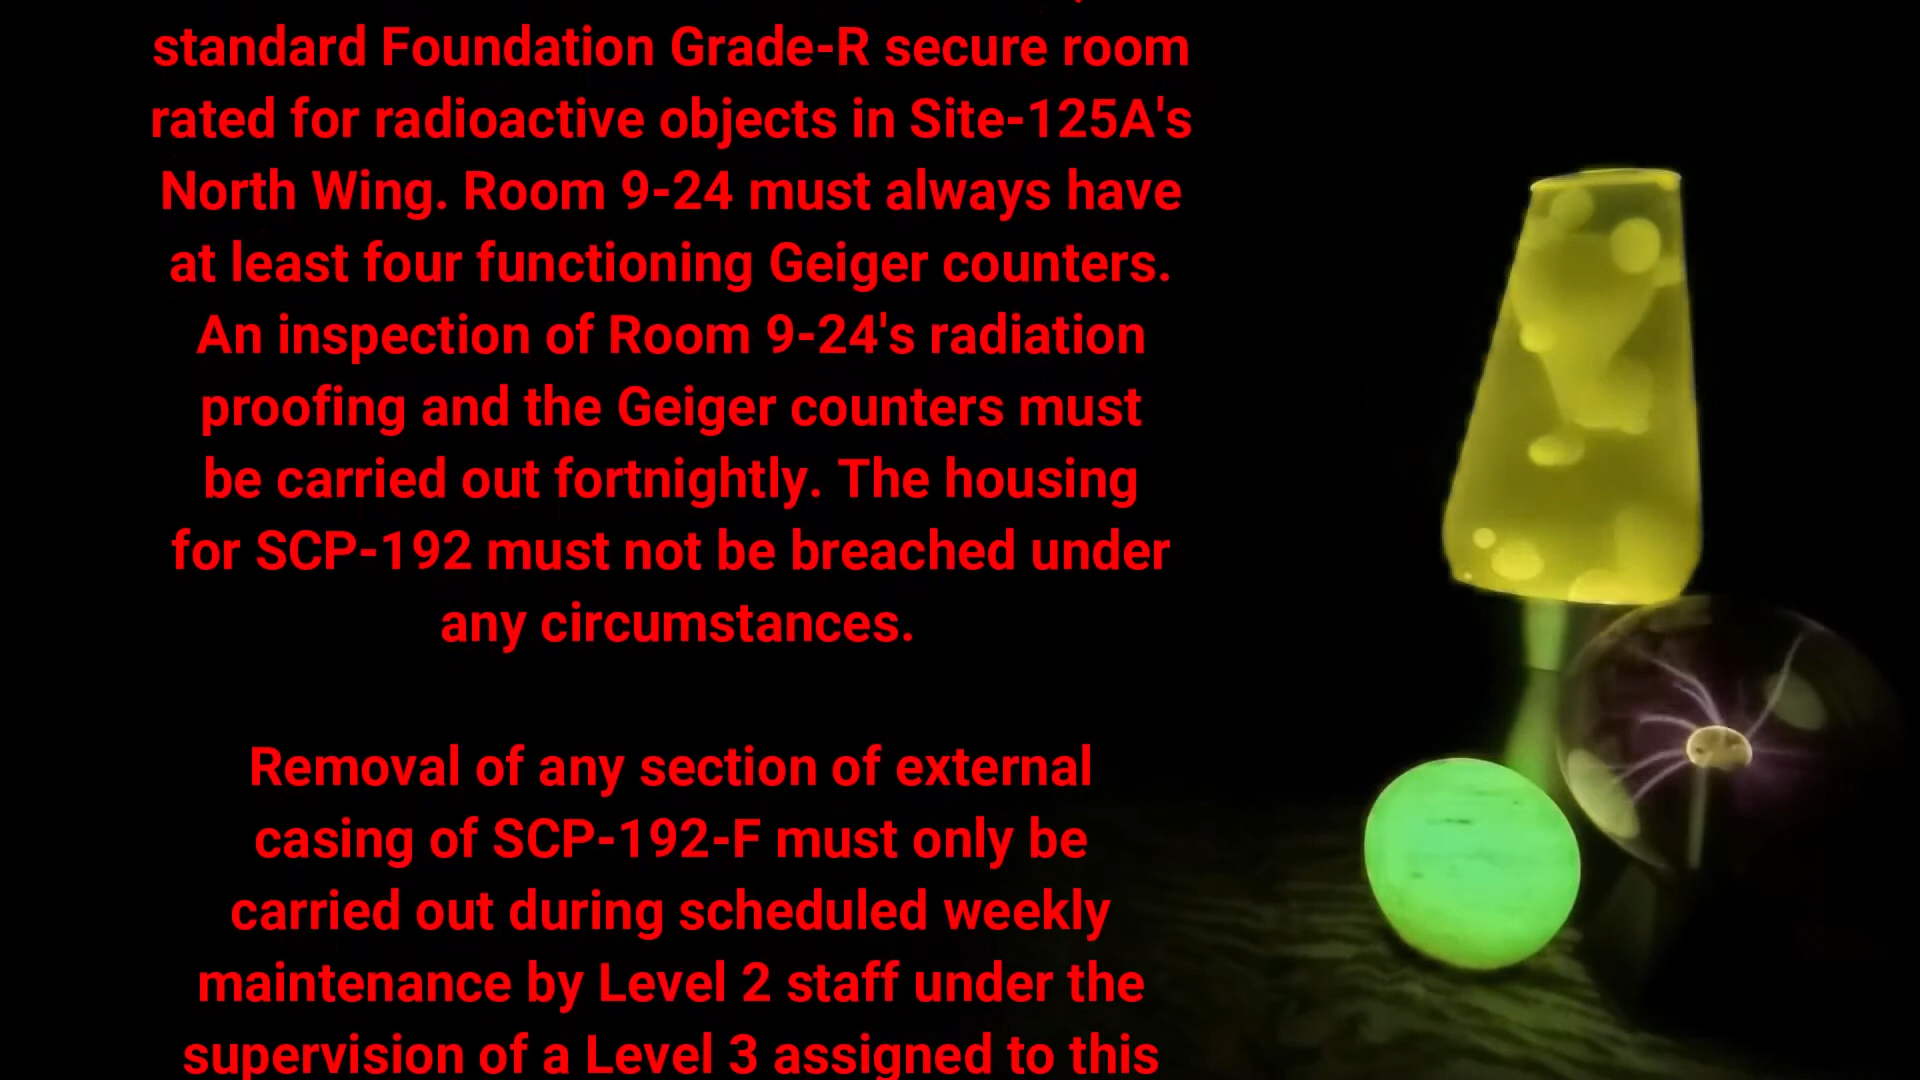 standard Foundation Grade-R secure room
rated for radioactive objects in Site-125A's
North Wing. Room 9-24 must always have
at least four functioning Geiger counters.
An inspection of Room 9-24's radiation
proofing and the Geiger counters must
be carried out fortnightly. The housing
for SCP-192 must not be breached under
any circumstances.
Removal of any section of external
casing of SCP-192-F must only be
carried out during scheduled weekly
maintenance by Level 2 staff under the
supervision of a Level 3 assigned to this